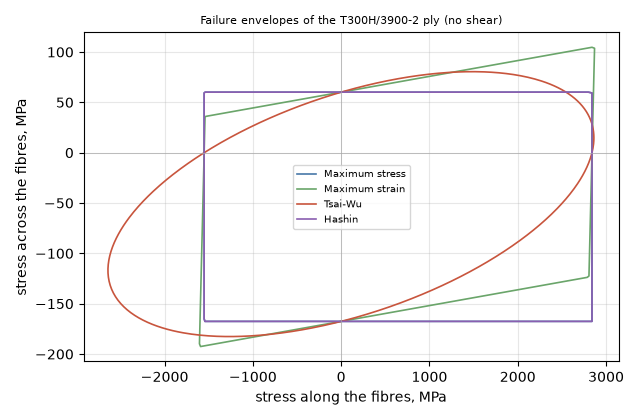 Failure envelopes of the T300H/3900-2 ply (no shear)
stress across the fibres, MPa
100
50
0
−50
−100
−150
−200
Maximum stress
Maximum strain
Tsai-Wu
Hashin
−2000 −1000 0 1000 2000 3000
stress along the fibres, MPa